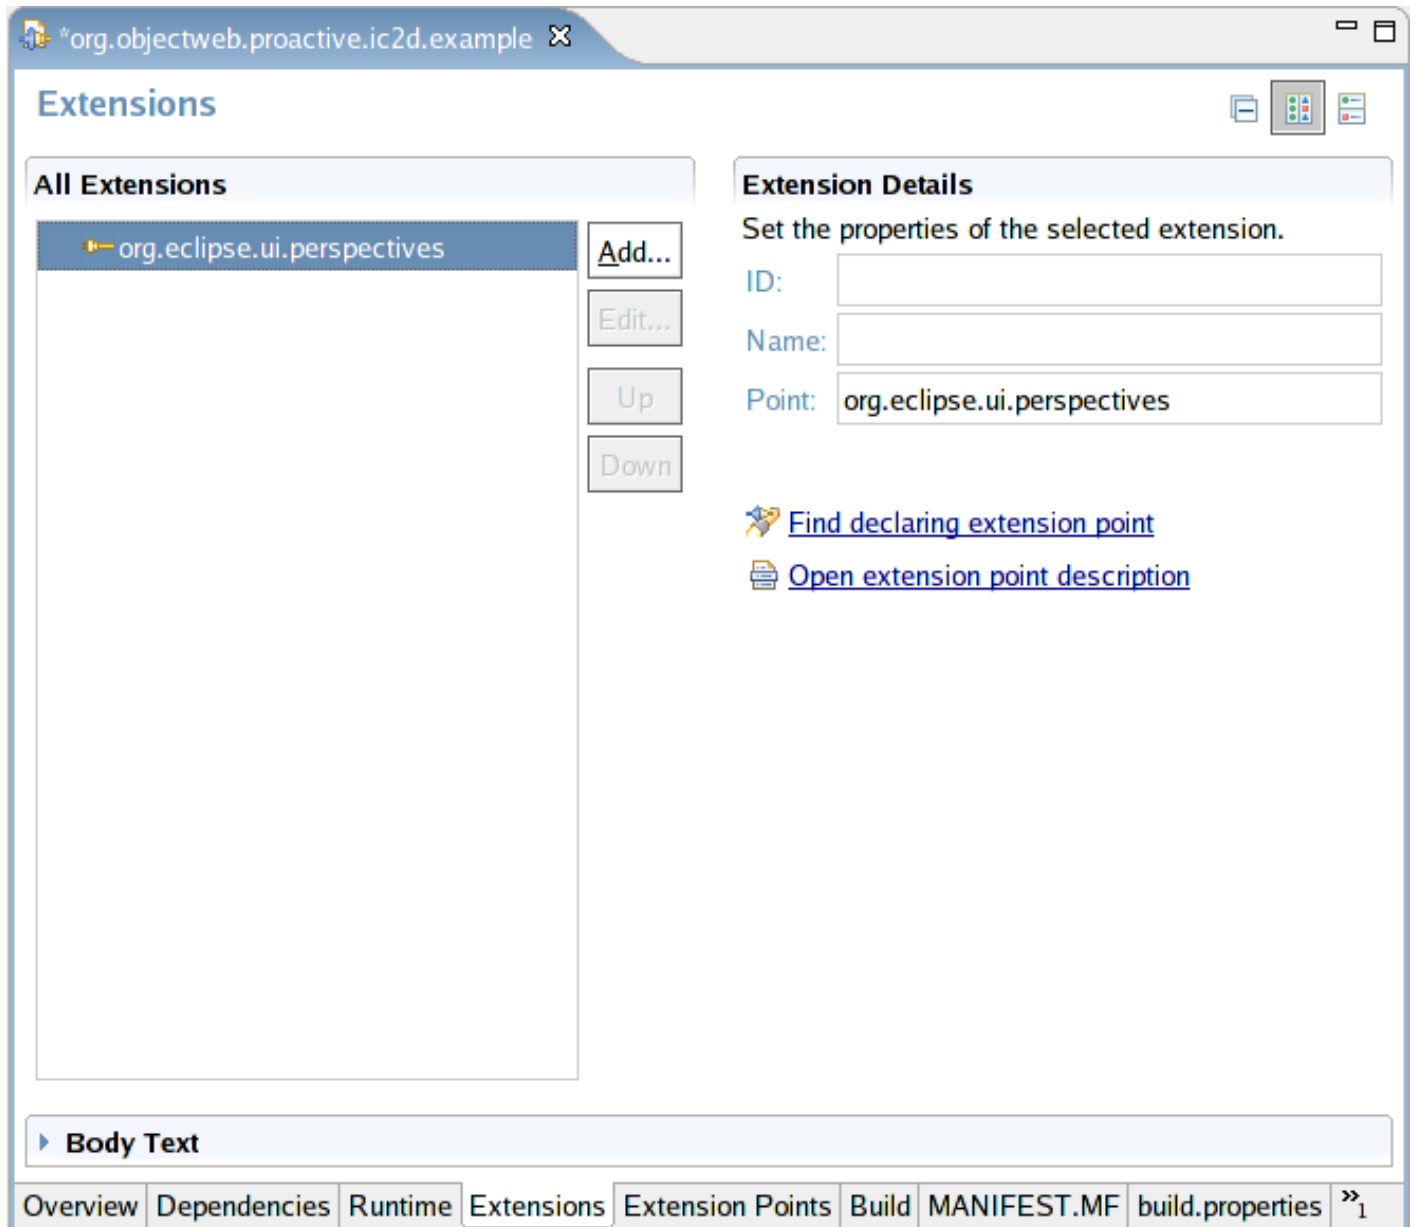 *org.objectweb.proactive.ic2d.example
Extensions
All Extensions
org.eclipse.ui.perspectives
Add...
Edit...
Up
Down
Extension Details
Set the properties of the selected extension.
ID:
Name:
Point: org.eclipse.ui.perspectives
Find declaring extension point
Open extension point description
Body Text
Overview Dependencies Runtime Extensions Extension Points Build MANIFEST.MF build.properties »1